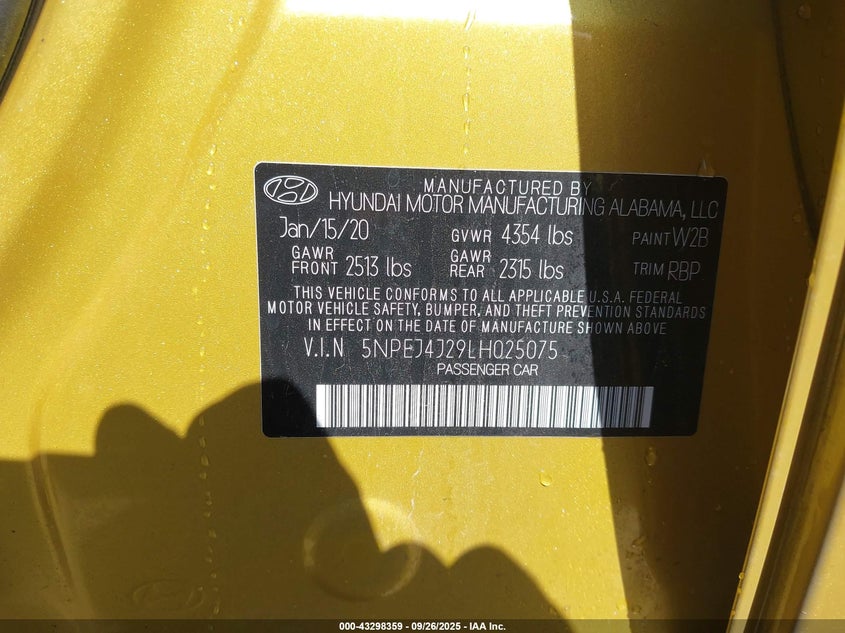 MANUFACTURED BY
HYUNDAI MOTOR MANUFACTURING ALABAMA, LLC
Jan/15/20 GVWR 4354 lbs PAINT W2B
GAWR FRONT 2513 lbs GAWR REAR 2315 lbs TRIM RBP
THIS VEHICLE CONFORMS TO ALL APPLICABLE U.S.A. FEDERAL
MOTOR VEHICLE SAFETY, BUMPER, AND THEFT PREVENTION STANDARDS
IN EFFECT ON THE DATE OF MANUFACTURE SHOWN ABOVE
V.I.N 5NPEJ4J29LH025075
PASSENGER CAR
000-43298359 - 09/26/2025 - IAA Inc.